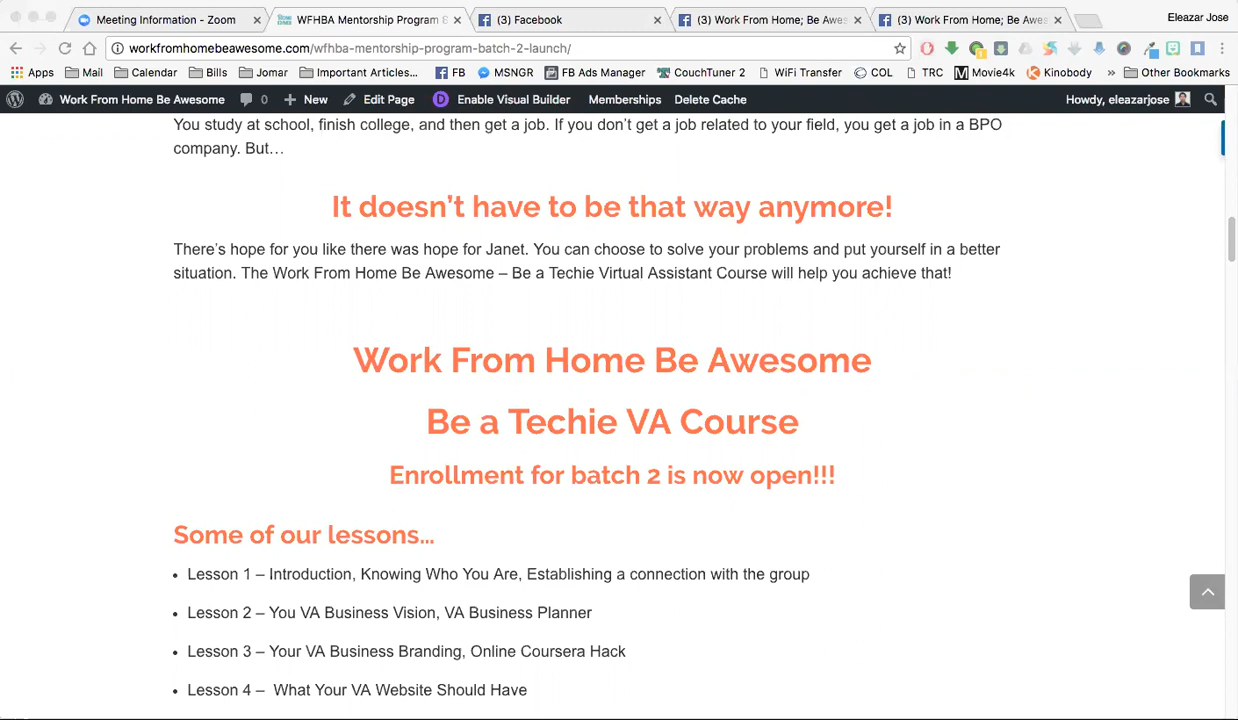 Meeting Information - Zoom
WFHBA Mentorship Program B
(3) Facebook
(3) Work From Home; Be Awes
(3) Work From Home; Be Awes
Eleazar Jose
workfromhomebeawesome.com/wfhba-mentorship-program-batch-2-launch/
Apps Mail Calendar Bills Jomar Important Articles... FB MSNGR FB Ads Manager CouchTuner 2 WiFi Transfer COL TRC Movie4k Kinobody » Other Bookmarks
Work From Home Be Awesome 0 New Edit Page Enable Visual Builder Memberships Delete Cache Howdy, eleazarjose
You study at school, finish college, and then get a job. If you don’t get a job related to your field, you get a job in a BPO
company. But…
It doesn’t have to be that way anymore!
There’s hope for you like there was hope for Janet. You can choose to solve your problems and put yourself in a better
situation. The Work From Home Be Awesome – Be a Techie Virtual Assistant Course will help you achieve that!
Work From Home Be Awesome
Be a Techie VA Course
Enrollment for batch 2 is now open!!!
Some of our lessons…
• Lesson 1 – Introduction, Knowing Who You Are, Establishing a connection with the group
• Lesson 2 – You VA Business Vision, VA Business Planner
• Lesson 3 – Your VA Business Branding, Online Coursera Hack
• Lesson 4 – What Your VA Website Should Have